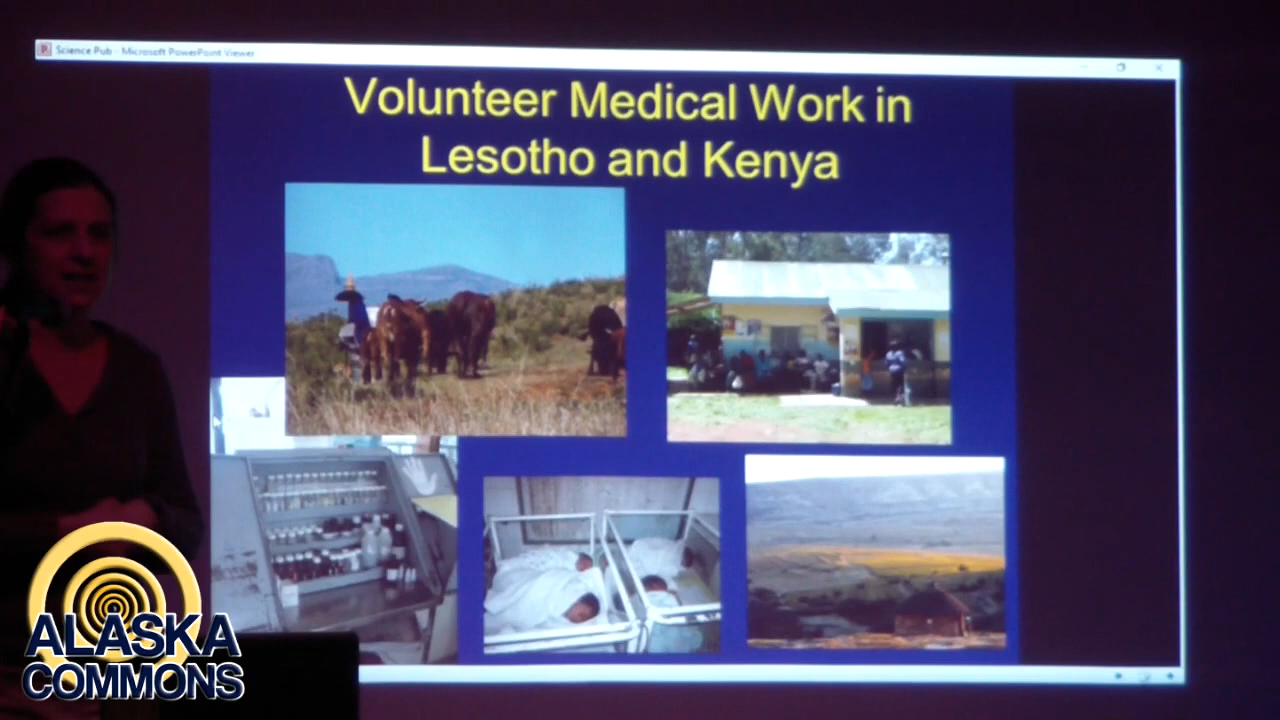 Science Pub - Microsoft PowerPoint Viewer
Volunteer Medical Work in
Lesotho and Kenya
ALASKA
COMMONS